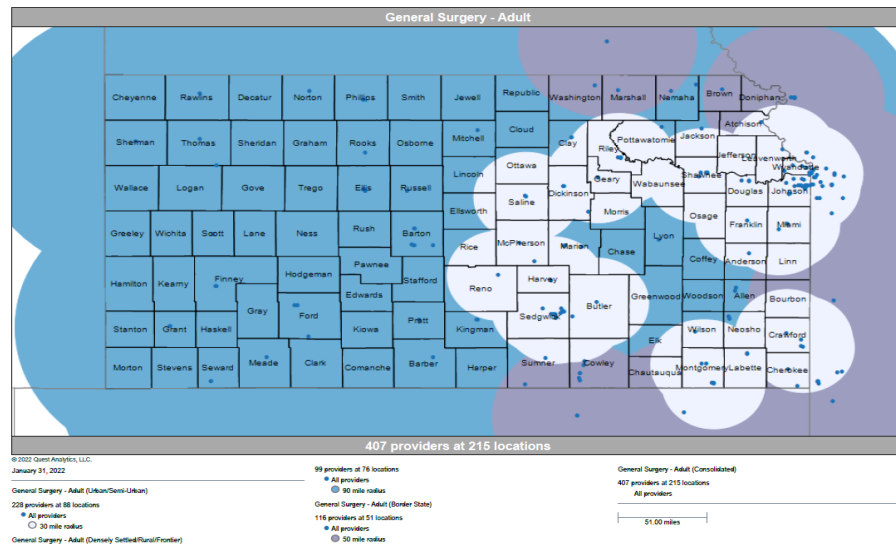 General Surgery - Adult
Cheyenne Rawlins Decatur Norton Phillips Smith Jewell Republic Washington Marshall Nemaha Brown Doniphan
Cloud Atchison
Sherman Thomas Sheridan Graham Rooks Osborne Mitchell Clay Riley Pottawatomie Jackson
Jefferson Leavenworth
Ottawa Wyandotte
Wallace Logan Gove Trego Ellis Russell Lincoln Saline Dickinson Geary Wabaunsee Shawnee Douglas Johnson
Ellsworth Morris Osage
Greeley Wichita Scott Lane Ness Rush Barton Rice McPherson Marion Chase Lyon Franklin Miami
Pawnee Coffey Anderson Linn
Hamilton Kearny Finney Hodgeman Stafford Reno Harvey
Edwards Greenwood Woodson Allen Bourbon
Gray Ford Sedgwick Butler
Stanton Grant Haskell Kiowa Pratt Kingman Wilson Neosho Crawford
Elk
Morton Stevens Seward Meade Clark Comanche Barber Harper Sumner Cowley Chautauqua Montgomery Labette Cherokee
407 providers at 215 locations
© 2022 Quest Analytics, LLC.
January 31, 2022
General Surgery - Adult (Urban/Semi-Urban)
228 providers at 88 locations
All providers
30 mile radius
General Surgery - Adult (Densely Settled/Rural/Frontier)
99 providers at 76 locations
All providers
90 mile radius
General Surgery - Adult (Border State)
116 providers at 51 locations
All providers
50 mile radius
General Surgery - Adult (Consolidated)
407 providers at 215 locations
All providers
51.00 miles